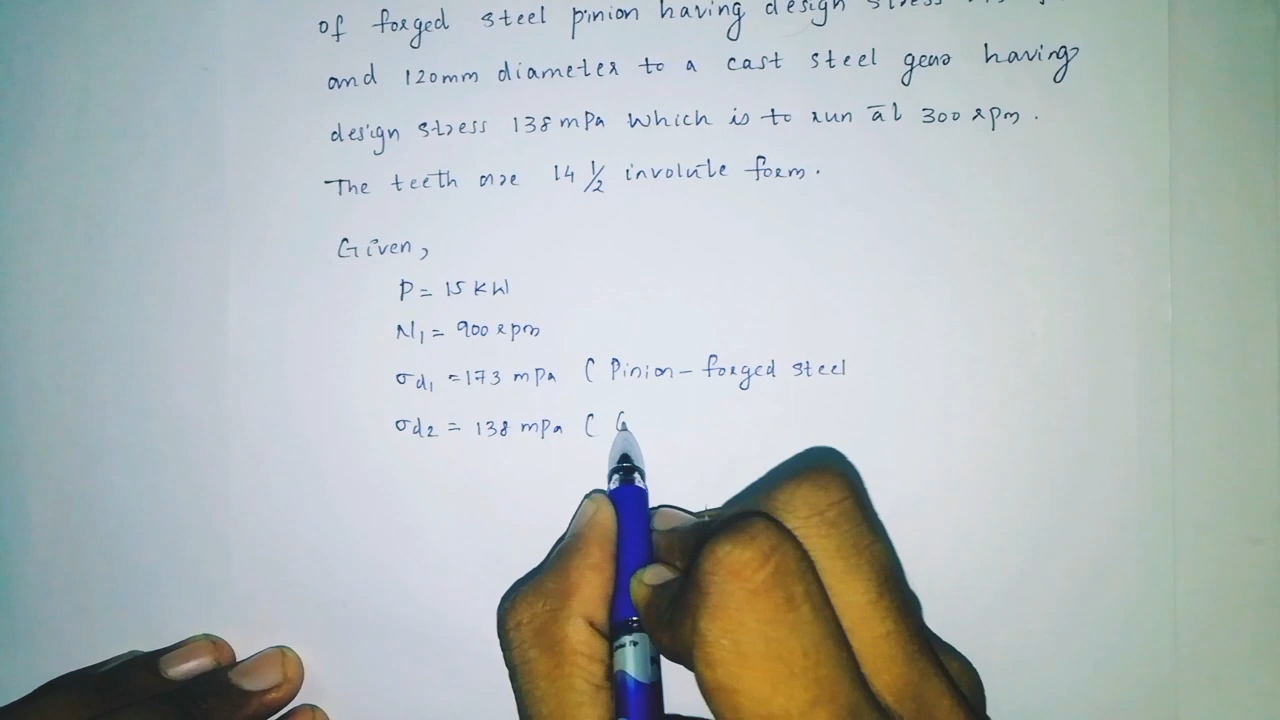 of forged steel pinion having design stress
and 120mm diameter to a cast steel gear having
design stress 138 mPa which is to run at 300 rpm.
The teeth are 14 1/2 involute form.
Given,
P = 15 KW
N1 = 900 rpm
σd1 = 173 mpa ( Pinion - forged steel
σd2 = 138 mpa ( G